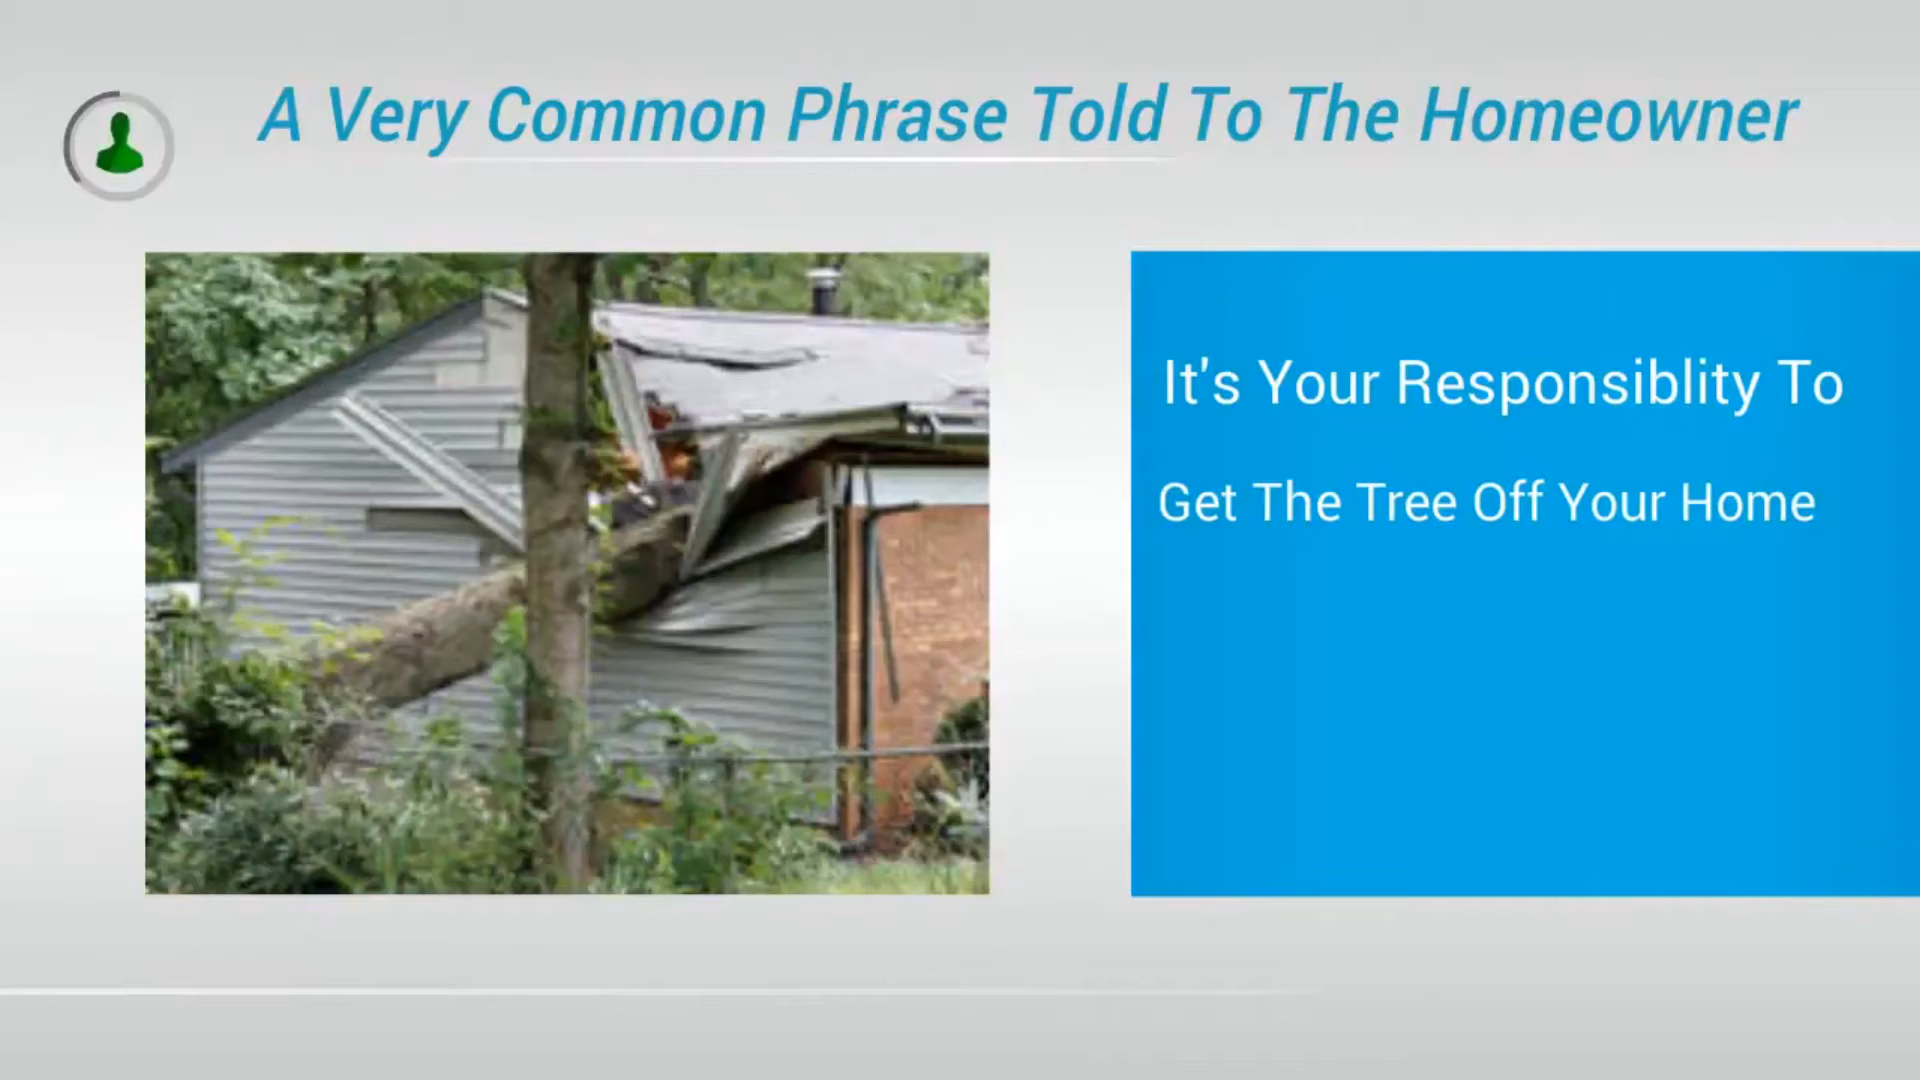 A Very Common Phrase Told To The Homeowner
It's Your Responsiblity To
Get The Tree Off Your Home